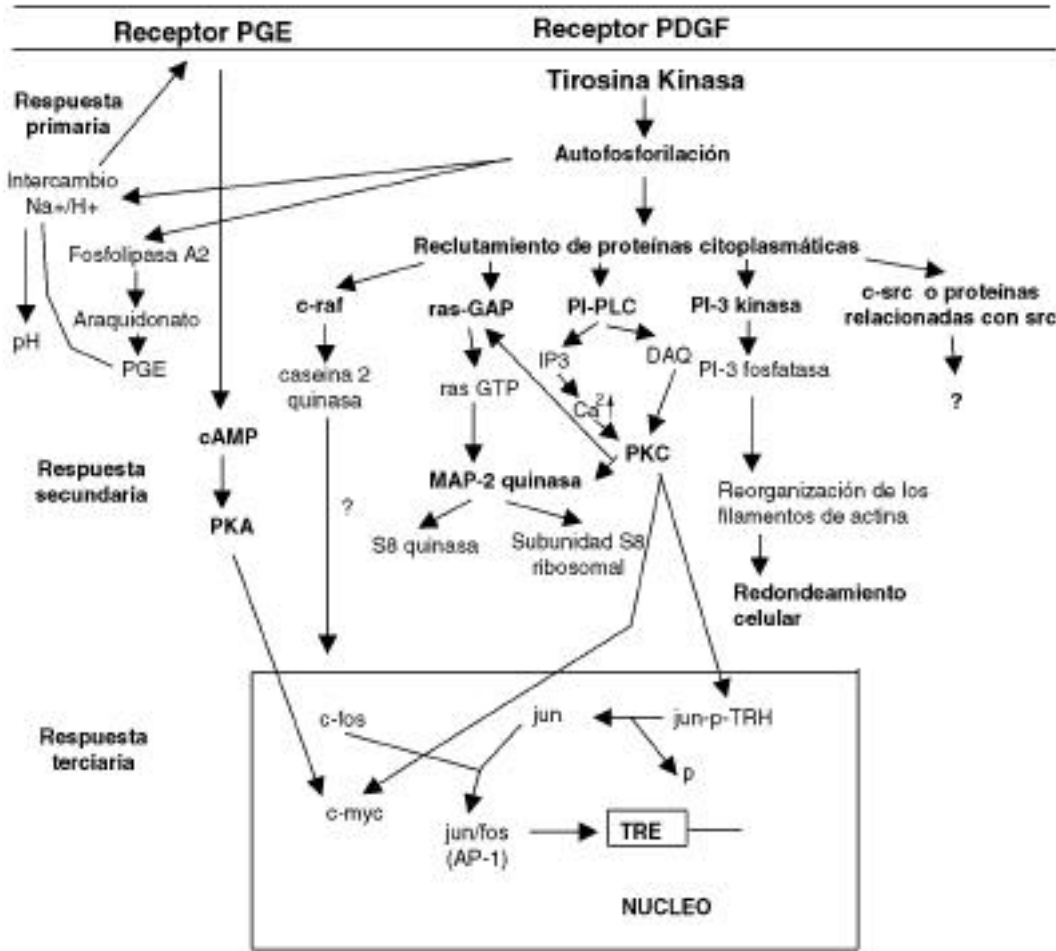 Receptor PGE
Receptor PDGF
Tirosina Kinasa
Respuesta
primaria
Autofosforilación
Intercambio
Na+/H+
Fosfolipasa A2
Reclutamiento de proteínas citoplasmáticas
c-raf
ras-GAP
PI-PLC
PI-3 kinasa
c-src o proteínas
relacionadas con src
pH
Araquidonato
PGE
caseina 2
quinasa
ras GTP
IP3
DAQ
PI-3 fosfatasa
?
Ca2+
cAMP
PKC
Respuesta
secundaria
MAP-2 quinasa
PKA
?
Reorganización de los
filamentos de actina
S8 quinasa
Subunidad S8
ribosomal
Redondeamiento
celular
Respuesta
terciaria
c-fos
jun
jun-p-TRH
p
c-myc
jun/fos
(AP-1)
TRE
NUCLEO